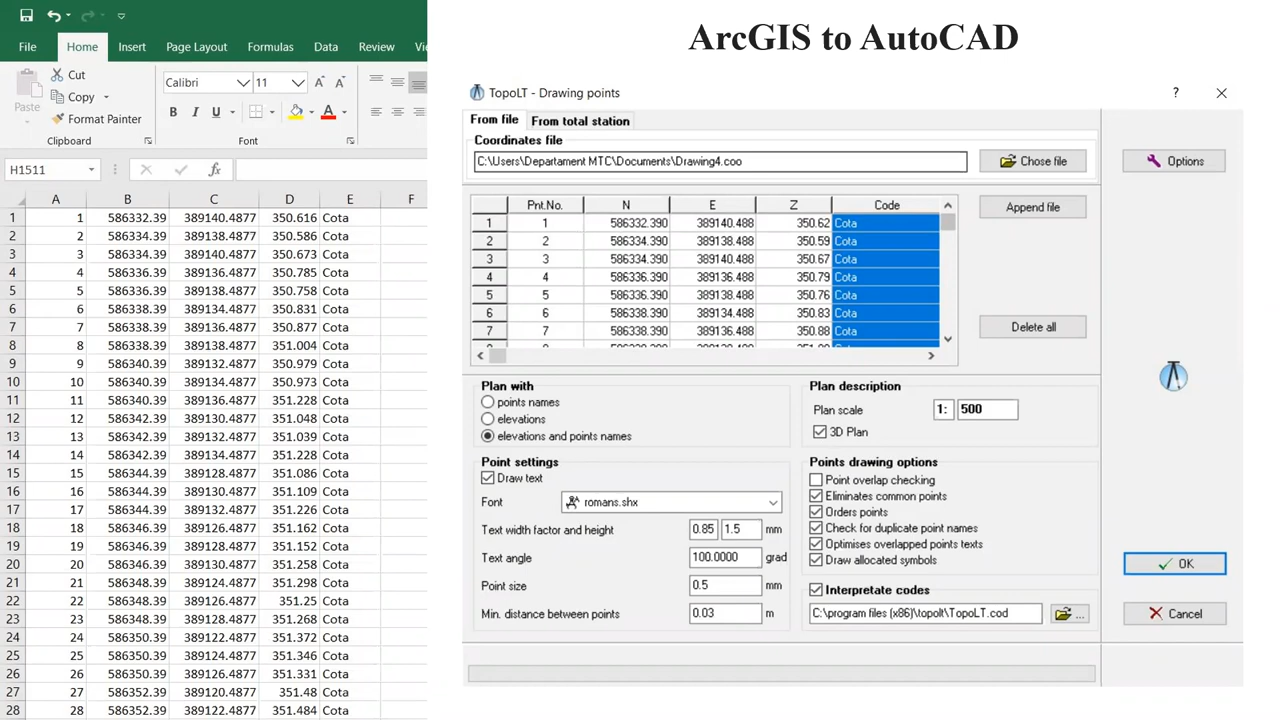 ArcGIS to AutoCAD
File Home Insert Page Layout Formulas Data Review Vi
Paste
Cut
Copy
Format Painter
Calibri 11
B I U A
Clipboard Font
H1511 fx
A B C D E F
1 1 586332.39 389140.4877 350.616 Cota
2 2 586334.39 389138.4877 350.586 Cota
3 3 586334.39 389140.4877 350.673 Cota
4 4 586336.39 389136.4877 350.785 Cota
5 5 586336.39 389138.4877 350.758 Cota
6 6 586338.39 389134.4877 350.831 Cota
7 7 586338.39 389136.4877 350.877 Cota
8 8 586338.39 389138.4877 351.004 Cota
9 9 586340.39 389132.4877 350.979 Cota
10 10 586340.39 389134.4877 350.973 Cota
11 11 586340.39 389136.4877 351.228 Cota
12 12 586342.39 389130.4877 351.048 Cota
13 13 586342.39 389132.4877 351.039 Cota
14 14 586342.39 389134.4877 351.228 Cota
15 15 586344.39 389128.4877 351.086 Cota
16 16 586344.39 389130.4877 351.109 Cota
17 17 586344.39 389132.4877 351.226 Cota
18 18 586346.39 389126.4877 351.162 Cota
19 19 586346.39 389128.4877 351.152 Cota
20 20 586346.39 389130.4877 351.258 Cota
21 21 586348.39 389124.4877 351.298 Cota
22 22 586348.39 389126.4877 351.25 Cota
23 23 586348.39 389128.4877 351.268 Cota
24 24 586350.39 389122.4877 351.372 Cota
25 25 586350.39 389124.4877 351.346 Cota
26 26 586350.39 389126.4877 351.331 Cota
27 27 586352.39 389120.4877 351.48 Cota
28 28 586352.39 389122.4877 351.484 Cota
TopoLT - Drawing points
From file From total station
Coordinates file
C:\Users\Departament MTC\Documents\Drawing4.coo
Chose file
Options
Pnt.No. N E Z Code
1 1 586332.390 389140.488 350.62 Cota
2 2 586334.390 389138.488 350.59 Cota
3 3 586334.390 389140.488 350.67 Cota
4 4 586336.390 389136.488 350.79 Cota
5 5 586336.390 389138.488 350.76 Cota
6 6 586338.390 389134.488 350.83 Cota
7 7 586338.390 389136.488 350.88 Cota
Append file
Delete all
Plan with
points names
elevations
elevations and points names
Plan description
Plan scale 1: 500
3D Plan
Point settings
Draw text
Font romans.shx
Text width factor and height 0.85 1.5 mm
Text angle 100.0000 grad
Point size 0.5 mm
Min. distance between points 0.03 m
Points drawing options
Point overlap checking
Eliminates common points
Orders points
Check for duplicate point names
Optimises overlapped points texts
Draw allocated symbols
Interpretate codes
C:\program files (x86)\topolt\TopoLT.cod ...
OK
Cancel